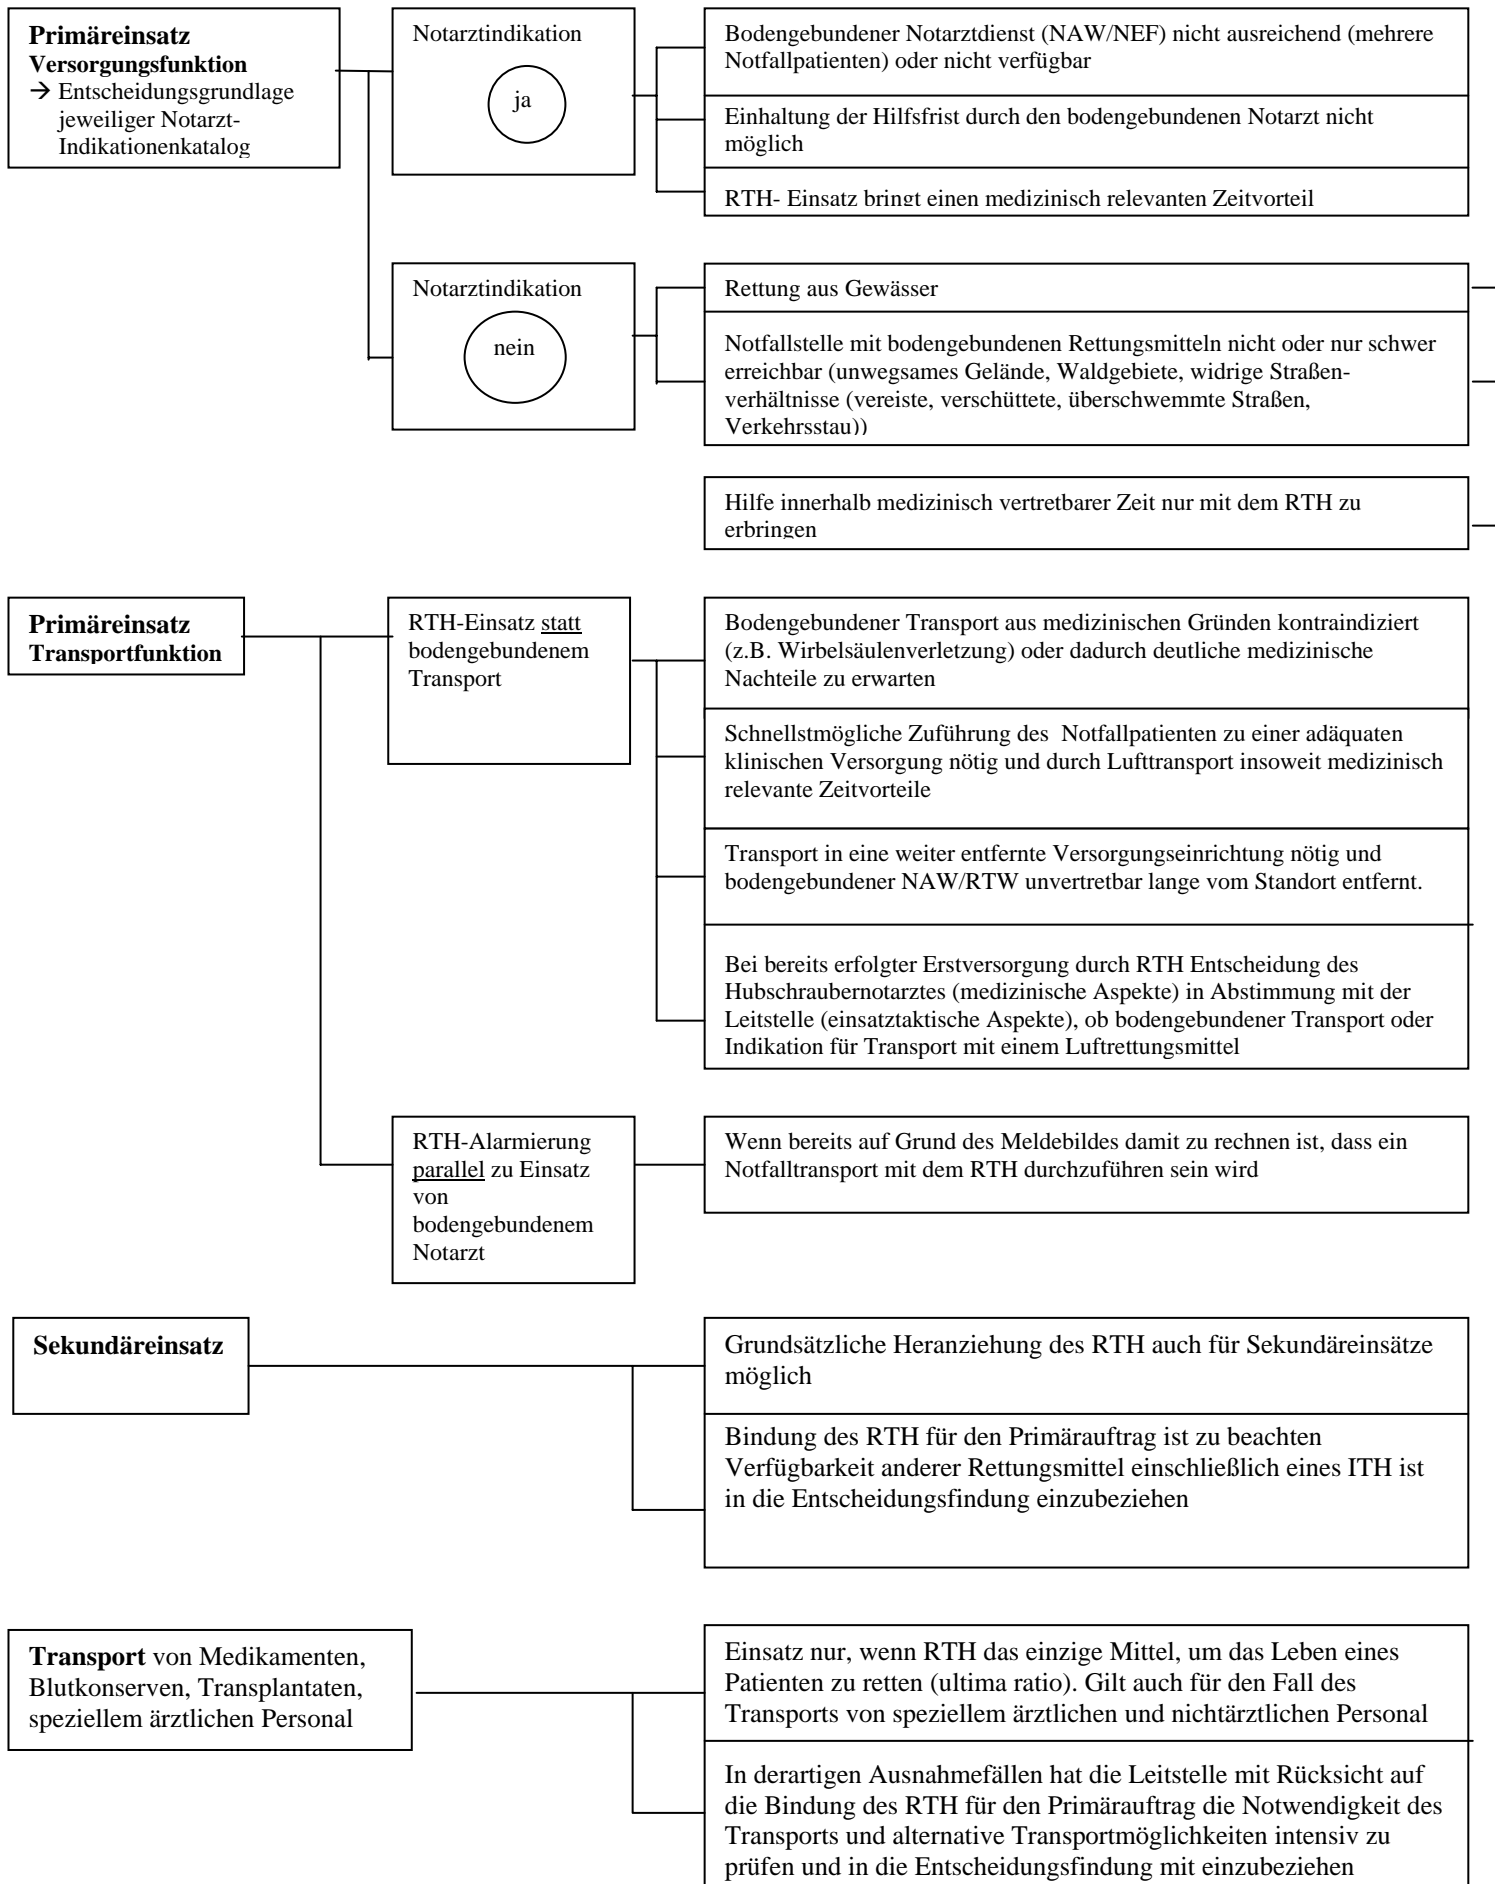 Primäreinsatz
Versorgungsfunktion
→ Entscheidungsgrundlage
jeweiliger Notarzt-
Indikationenkatalog
Notarztindikation
ja
Bodengebundener Notarztdienst (NAW/NEF) nicht ausreichend (mehrere
Notfallpatienten) oder nicht verfügbar
Einhaltung der Hilfsfrist durch den bodengebundenen Notarzt nicht
möglich
RTH- Einsatz bringt einen medizinisch relevanten Zeitvorteil
Notarztindikation
nein
Rettung aus Gewässer
Notfallstelle mit bodengebundenen Rettungsmitteln nicht oder nur schwer
erreichbar (unwegsames Gelände, Waldgebiete, widrige Straßen-
verhältnisse (vereiste, verschüttete, überschwemmte Straßen,
Verkehrsstau))
Hilfe innerhalb medizinisch vertretbarer Zeit nur mit dem RTH zu
erbringen
Primäreinsatz
Transportfunktion
RTH-Einsatz statt
bodengebundenem
Transport
Bodengebundener Transport aus medizinischen Gründen kontraindiziert
(z.B. Wirbelsäulenverletzung) oder dadurch deutliche medizinische
Nachteile zu erwarten
Schnellstmögliche Zuführung des  Notfallpatienten zu einer adäquaten
klinischen Versorgung nötig und durch Lufttransport insoweit medizinisch
relevante Zeitvorteile
Transport in eine weiter entfernte Versorgungseinrichtung nötig und
bodengebundener NAW/RTW unvertretbar lange vom Standort entfernt.
Bei bereits erfolgter Erstversorgung durch RTH Entscheidung des
Hubschraubernotarztes (medizinische Aspekte) in Abstimmung mit der
Leitstelle (einsatztaktische Aspekte), ob bodengebundener Transport oder
Indikation für Transport mit einem Luftrettungsmittel
RTH-Alarmierung
parallel zu Einsatz
von
bodengebundenem
Notarzt
Wenn bereits auf Grund des Meldebildes damit zu rechnen ist, dass ein
Notfalltransport mit dem RTH durchzuführen sein wird
Sekundäreinsatz
Grundsätzliche Heranziehung des RTH auch für Sekundäreinsätze
möglich
Bindung des RTH für den Primärauftrag ist zu beachten
Verfügbarkeit anderer Rettungsmittel einschließlich eines ITH ist
in die Entscheidungsfindung einzubeziehen
Transport von Medikamenten,
Blutkonserven, Transplantaten,
speziellem ärztlichen Personal
Einsatz nur, wenn RTH das einzige Mittel, um das Leben eines
Patienten zu retten (ultima ratio). Gilt auch für den Fall des
Transports von speziellem ärztlichen und nichtärztlichen Personal
In derartigen Ausnahmefällen hat die Leitstelle mit Rücksicht auf
die Bindung des RTH für den Primärauftrag die Notwendigkeit des
Transports und alternative Transportmöglichkeiten intensiv zu
prüfen und in die Entscheidungsfindung mit einzubeziehen